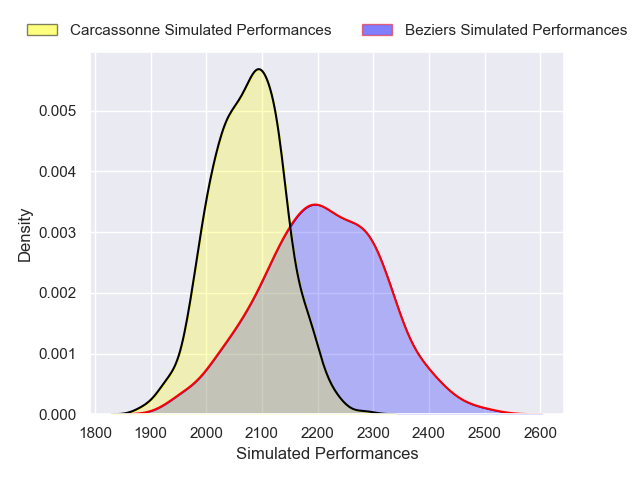 Carcassonne Simulated Performances Beziers Simulated Performances
0.005
0.004
0.003
0.002
0.001
0.000
Density
1800 1900 2000 2100 2200 2300 2400 2500 2600
Simulated Performances